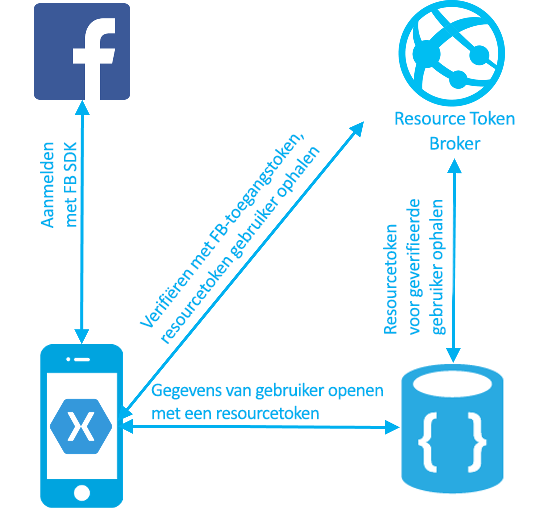 Resource Token
Broker
Aanmelden
met FB SDK
Verifiëren met FB-toegangstoken,
resourcetoken gebruiker ophalen
Resourcetoken
voor geverifieerde
gebruiker ophalen
Gegevens van gebruiker openen
met een resourcetoken